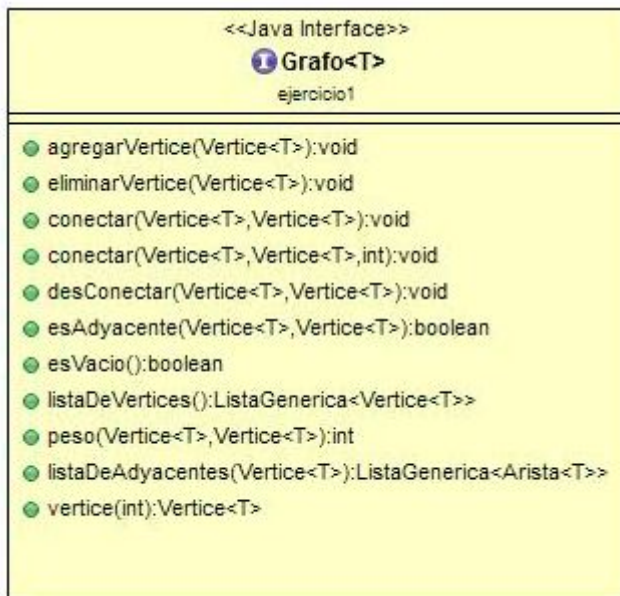 <<Java Interface>>
I Grafo<T>
ejercicio1
agregarVertice(Vertice<T>):void
eliminarVertice(Vertice<T>):void
conectar(Vertice<T>,Vertice<T>):void
conectar(Vertice<T>,Vertice<T>,int):void
desConectar(Vertice<T>,Vertice<T>):void
esAdyacente(Vertice<T>,Vertice<T>):boolean
esVacio():boolean
listaDeVertices():ListaGenerica<Vertice<T>>
peso(Vertice<T>,Vertice<T>):int
listaDeAdyacentes(Vertice<T>):ListaGenerica<Arista<T>>
vertice(int):Vertice<T>